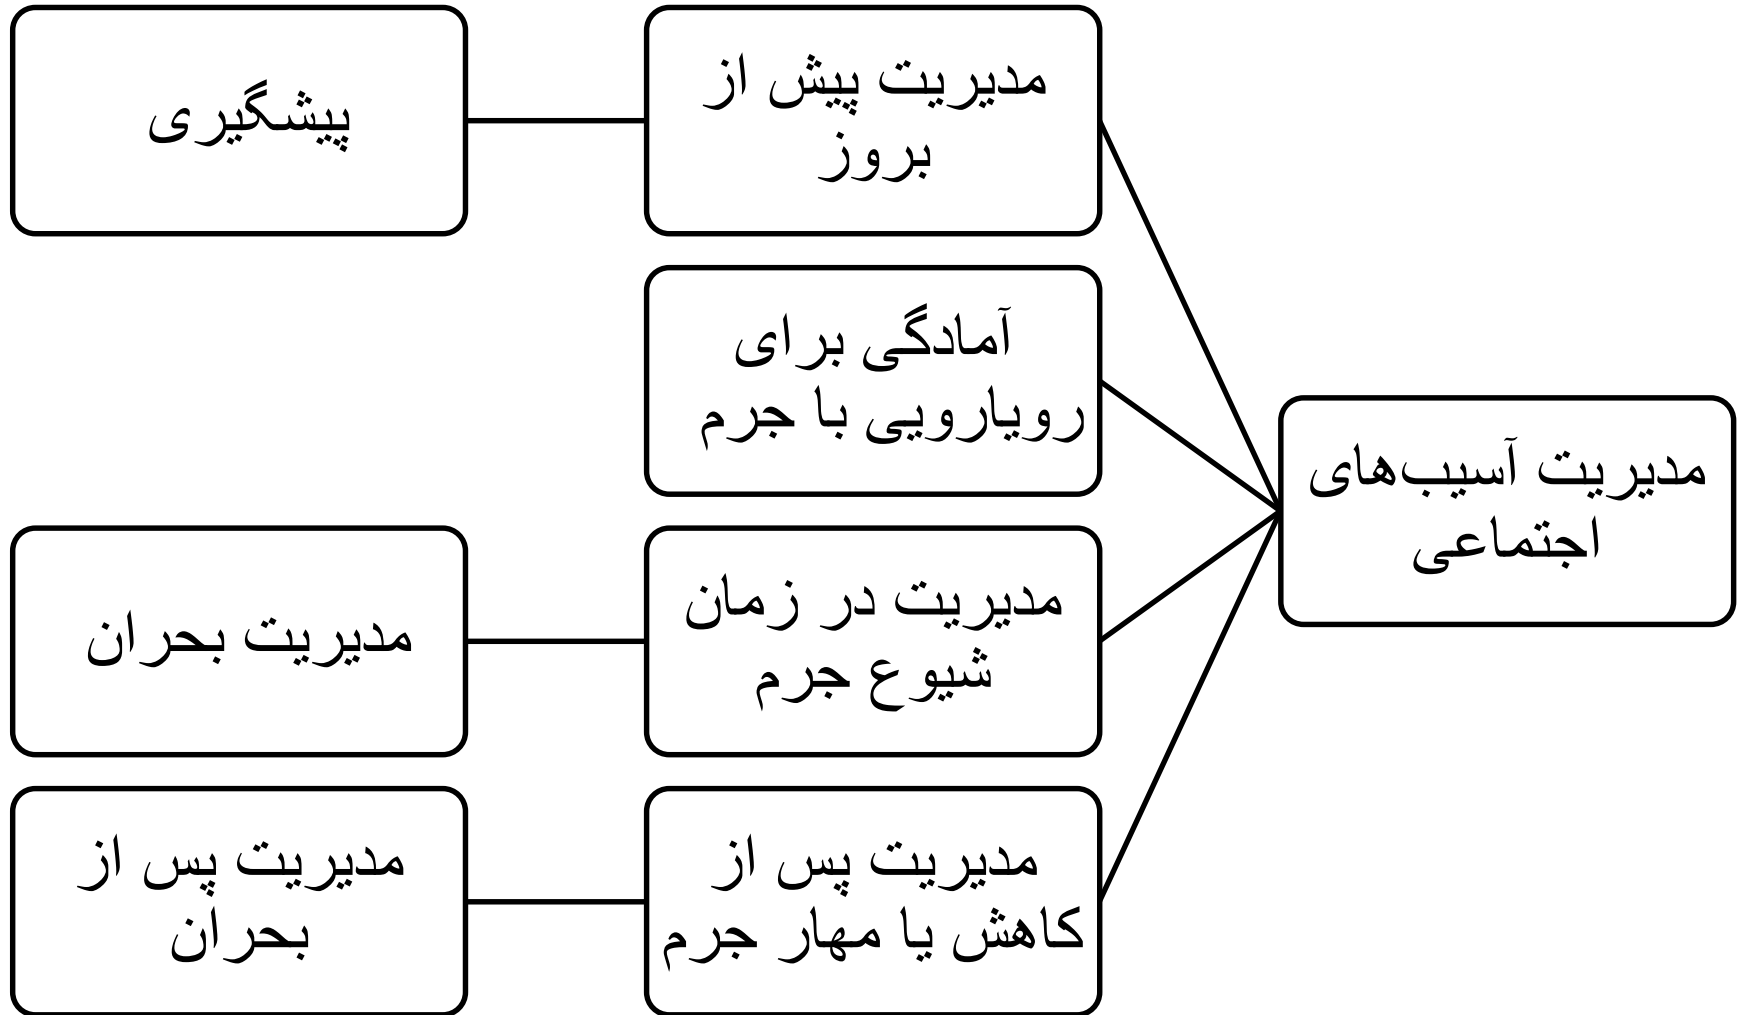 مدیریت آسیب‌های
اجتماعی
مدیریت پیش از
بروز
پیشگیری
آمادگی برای
رویارویی با جرم
مدیریت در زمان
شیوع جرم
مدیریت بحران
مدیریت پس از
کاهش یا مهار جرم
مدیریت پس از
بحران